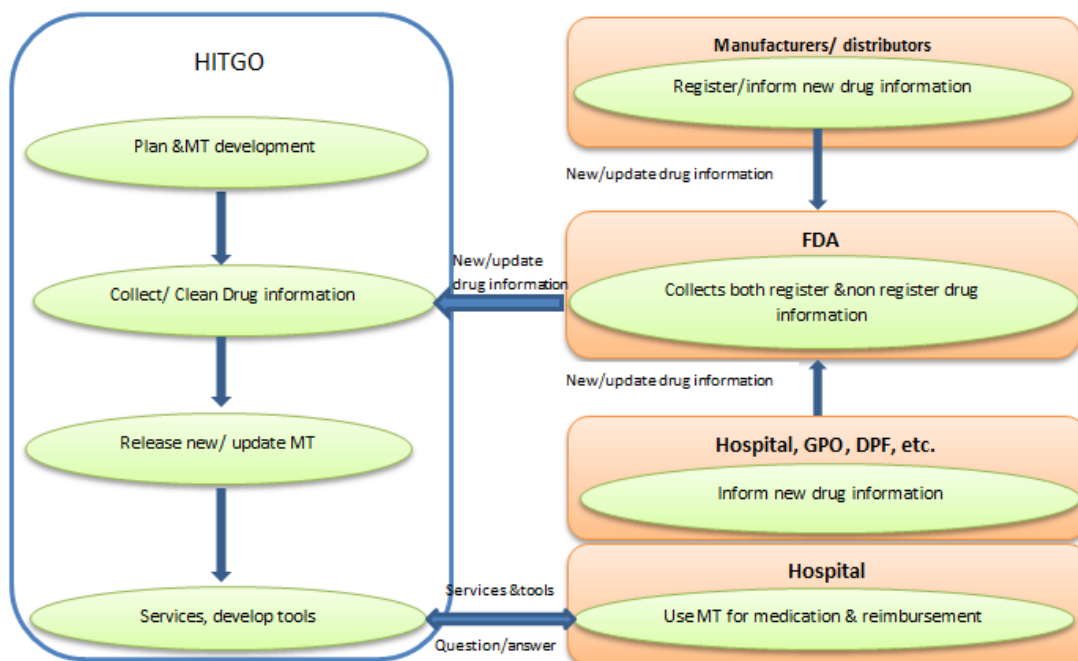 HITGO
Plan &MT development
Collect/ Clean Drug information
Release new/ update MT
Services, develop tools
Manufacturers/ distributors
Register/inform new drug information
New/update drug information
FDA
Collects both register &non register drug
information
New/update
drug information
New/update drug information
Hospital, GPO, DPF, etc.
Inform new drug information
Hospital
Use MT for medication & reimbursement
Services &tools
Question/answer